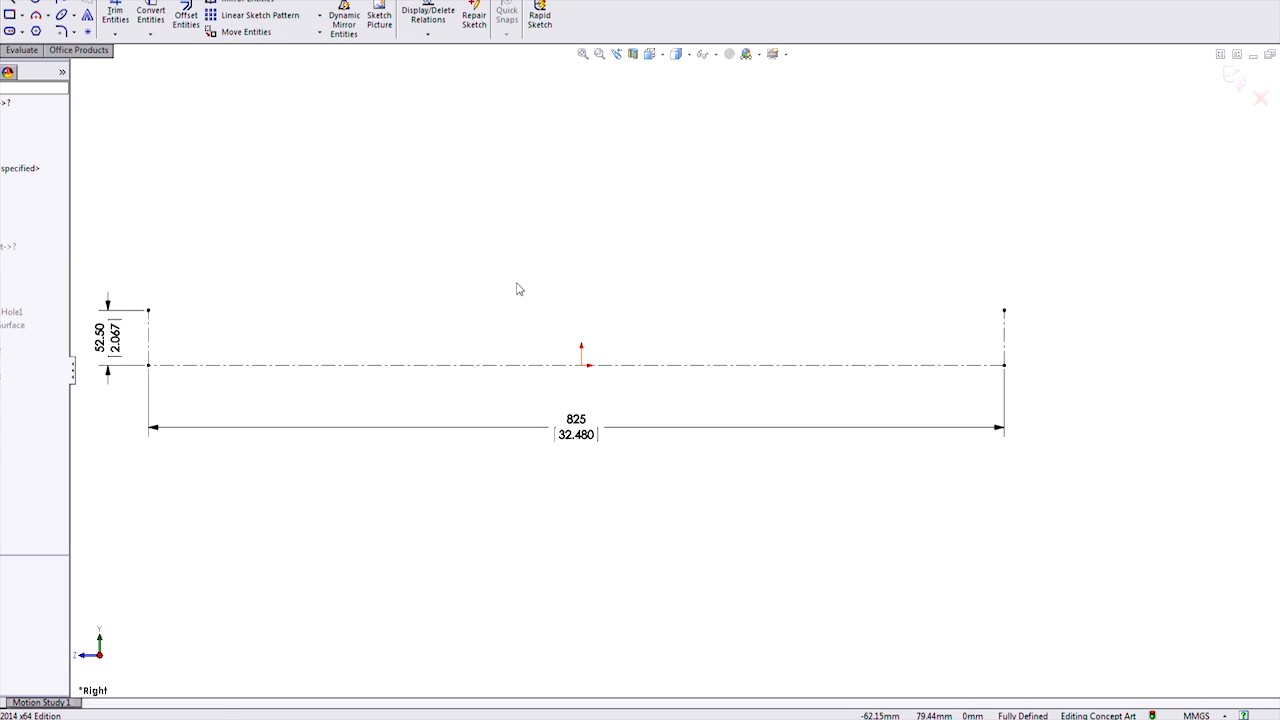 Mirror Entities
Trim Entities
Convert Entities
Offset Entities
Linear Sketch Pattern
Move Entities
Dynamic Mirror Entities
Sketch Picture
Display/Delete Relations
Repair Sketch
Quick Snaps
Rapid Sketch
Evaluate
Office Products
»
->?
specified>
t->?
Hole1
urface
52.50
2.067
825
32.480
Y
Z
*Right
Motion Study 1
2014 x64 Edition
-62.15mm
79.44mm
0mm
Fully Defined
Editing Concept Art
MMGS
?